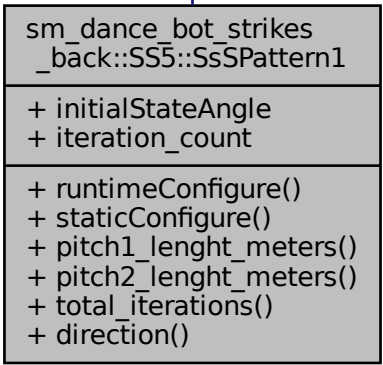 sm_dance_bot_strikes
_back::SS5::SsSPattern1
+ initialStateAngle
+ iteration_count
+ runtimeConfigure()
+ staticConfigure()
+ pitch1_lenght_meters()
+ pitch2_lenght_meters()
+ total_iterations()
+ direction()